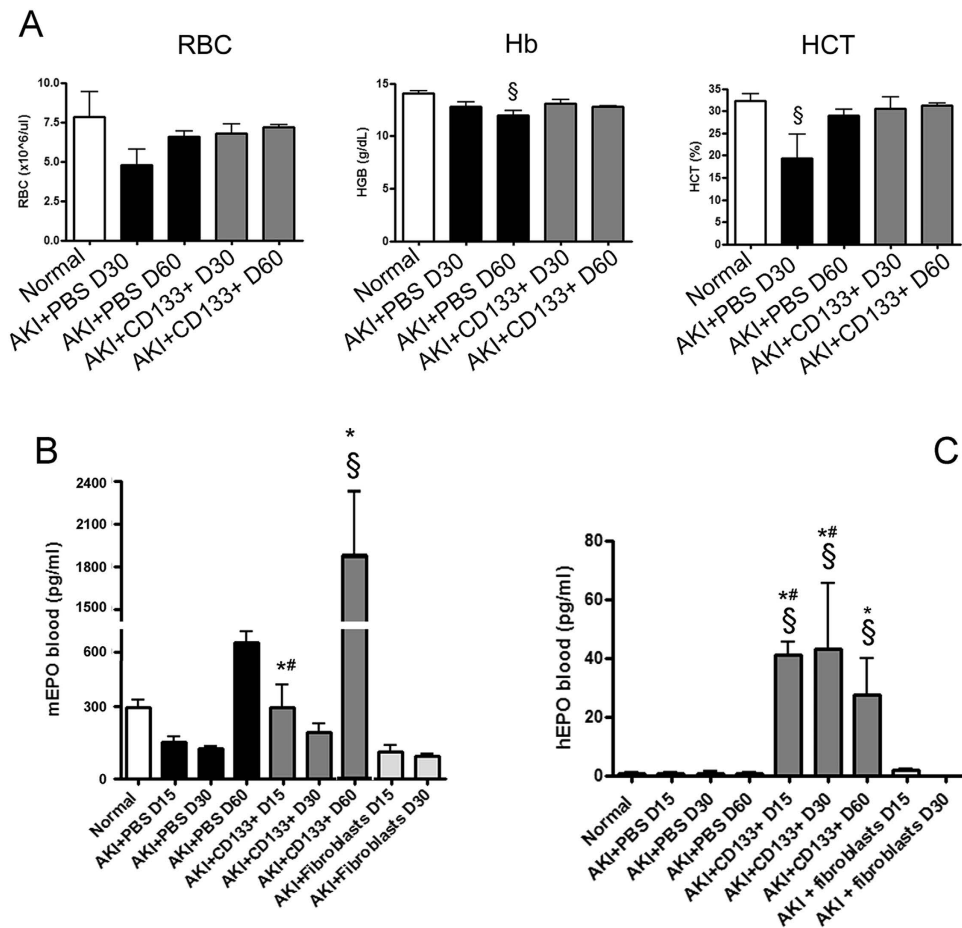 A
RBC
Hb
HCT
RBC (x10^6/ul)
10.0
7.5
5.0
2.5
0.0
Normal
AKI+PBS D30
AKI+PBS D60
AKI+CD133+ D30
AKI+CD133+ D60
HGB (g/dL)
15
10
5
0
§
Normal
AKI+PBS D30
AKI+PBS D60
AKI+CD133+ D30
AKI+CD133+ D60
HCT (%)
35
30
25
20
15
10
5
0
§
Normal
AKI+PBS D30
AKI+PBS D60
AKI+CD133+ D30
AKI+CD133+ D60
B
mEPO blood (pg/ml)
2400
2100
1800
1500
600
300
0
*#
*
§
Normal
AKI+PBS D15
AKI+PBS D30
AKI+PBS D60
AKI+CD133+ D15
AKI+CD133+ D30
AKI+CD133+ D60
AKI+Fibroblasts D15
AKI+Fibroblasts D30
C
hEPO blood (pg/ml)
80
60
40
20
0
*#
§
*#
§
*
§
Normal
AKI+PBS D15
AKI+PBS D30
AKI+PBS D60
AKI+CD133+ D15
AKI+CD133+ D30
AKI+CD133+ D60
AKI + fibroblasts D15
AKI + fibroblasts D30